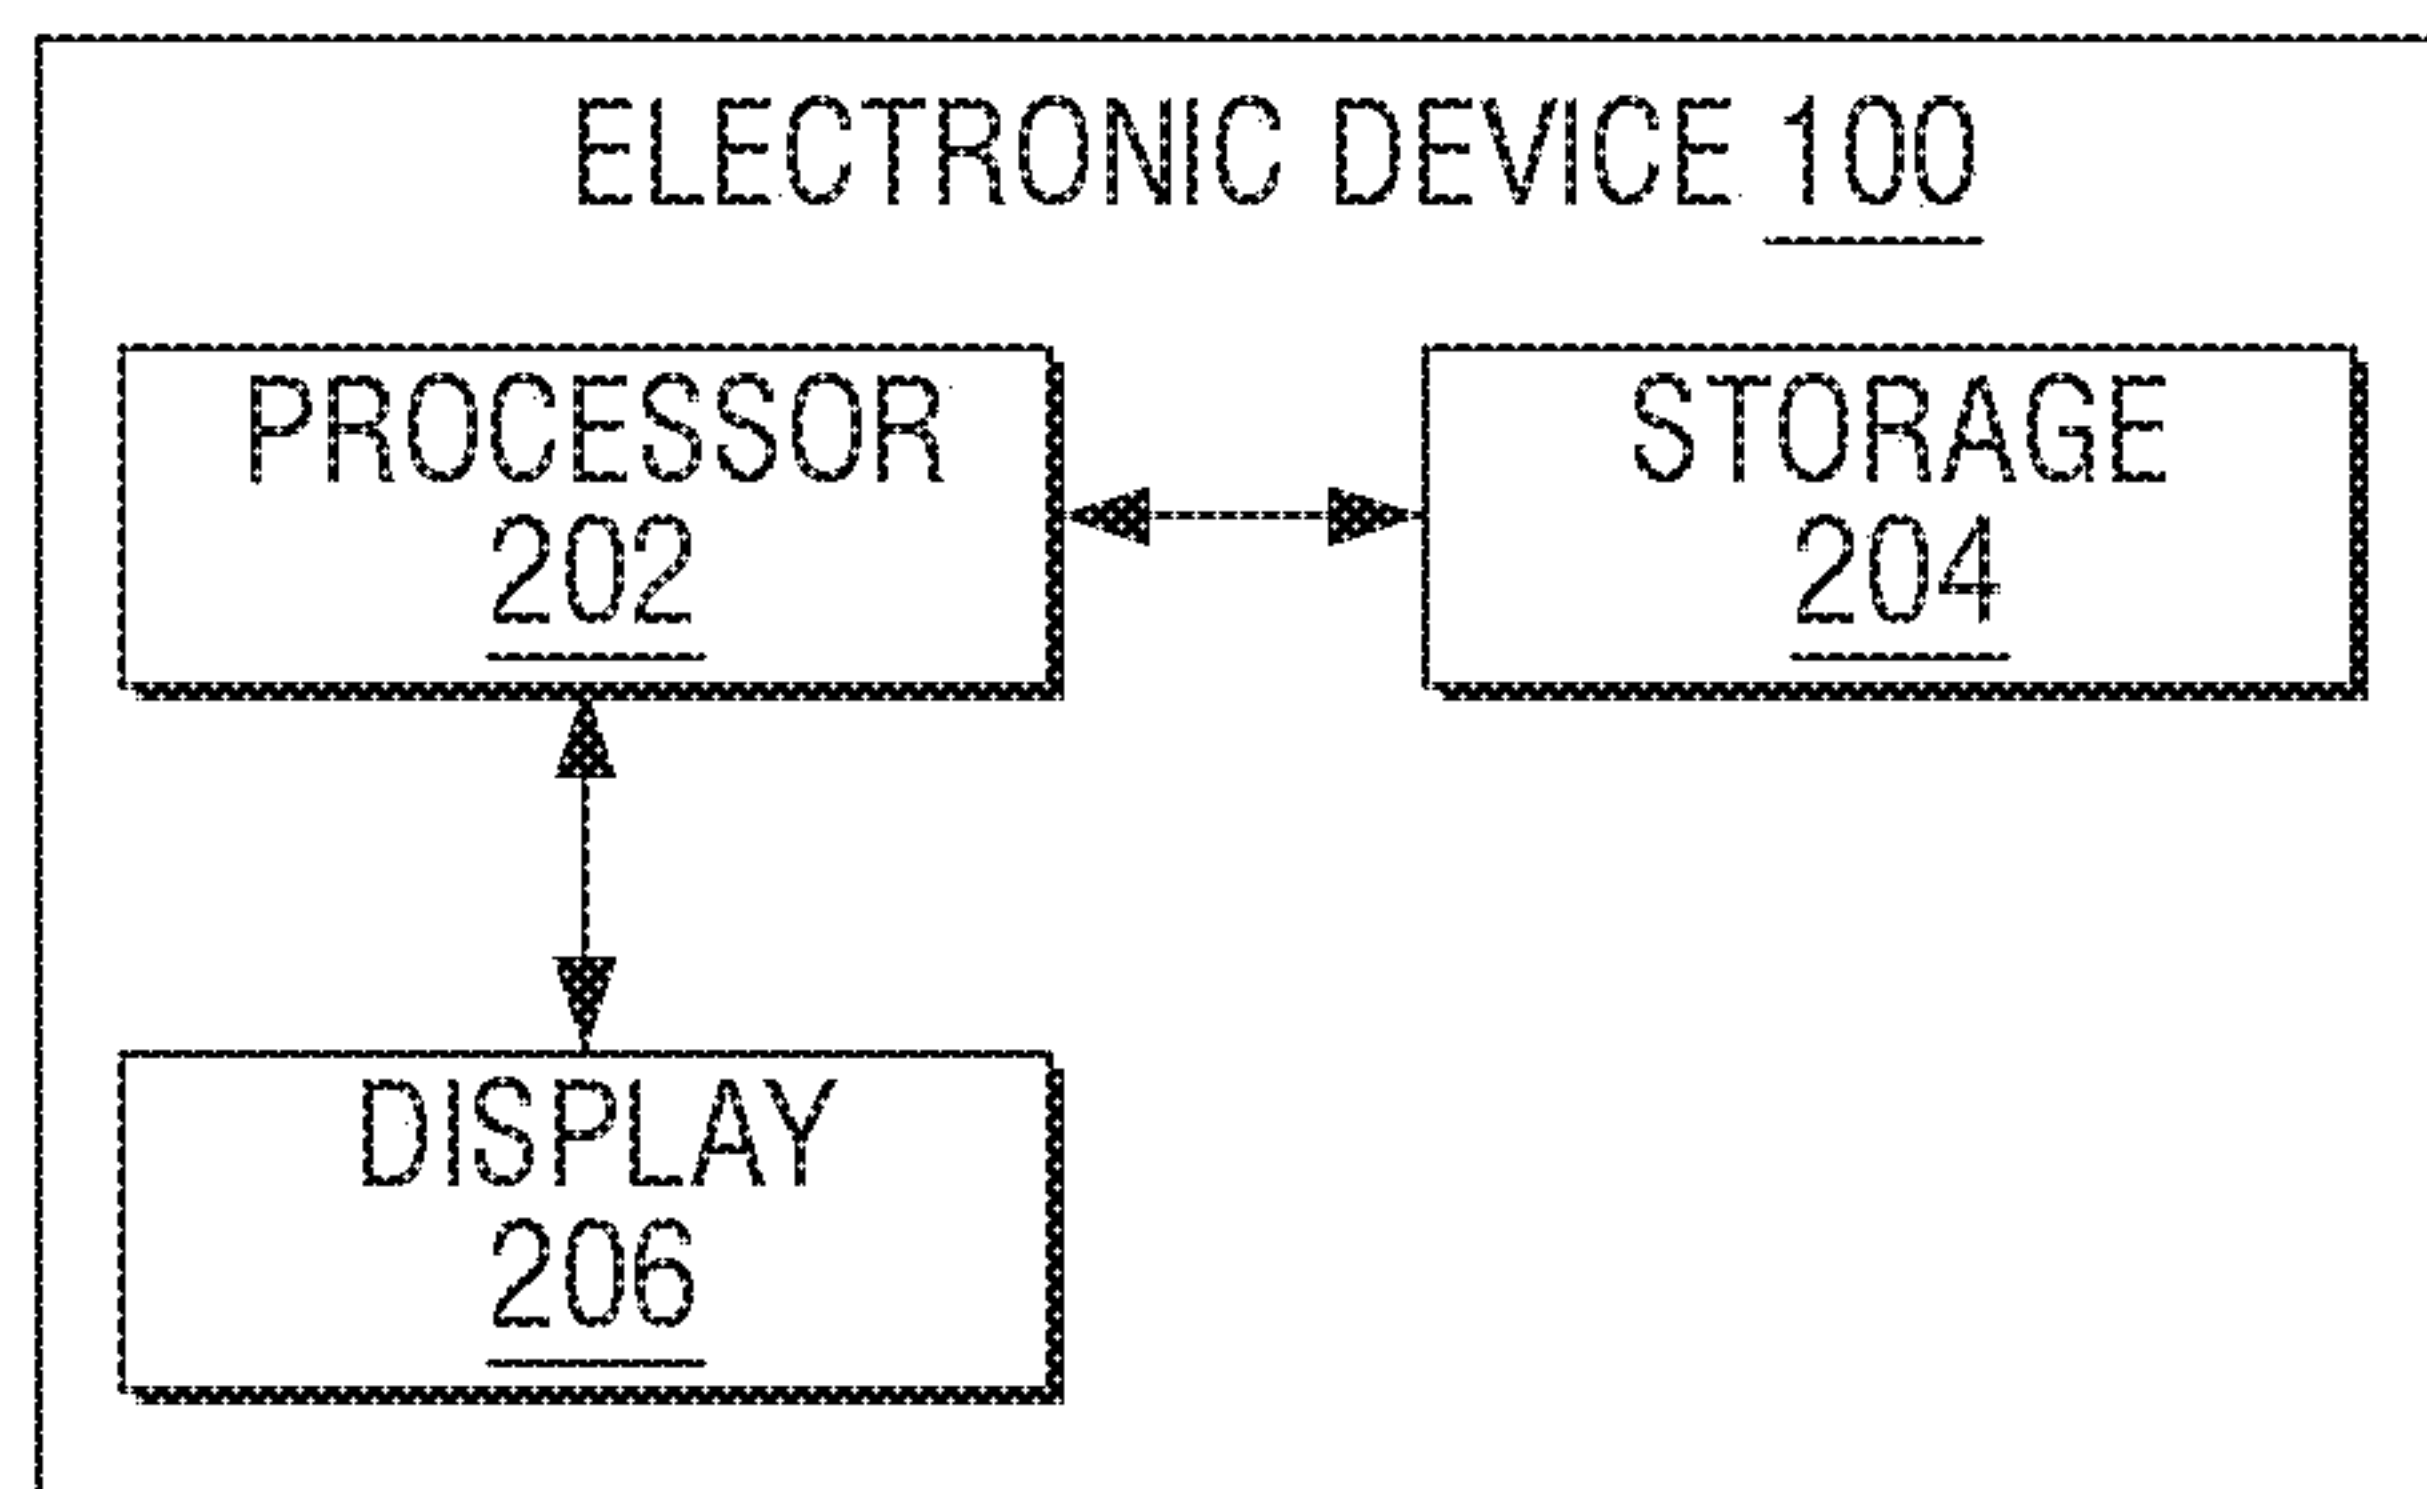 ELECTRONIC DEVICE 100
PROCESSOR
202
STORAGE
204
DISPLAY
206